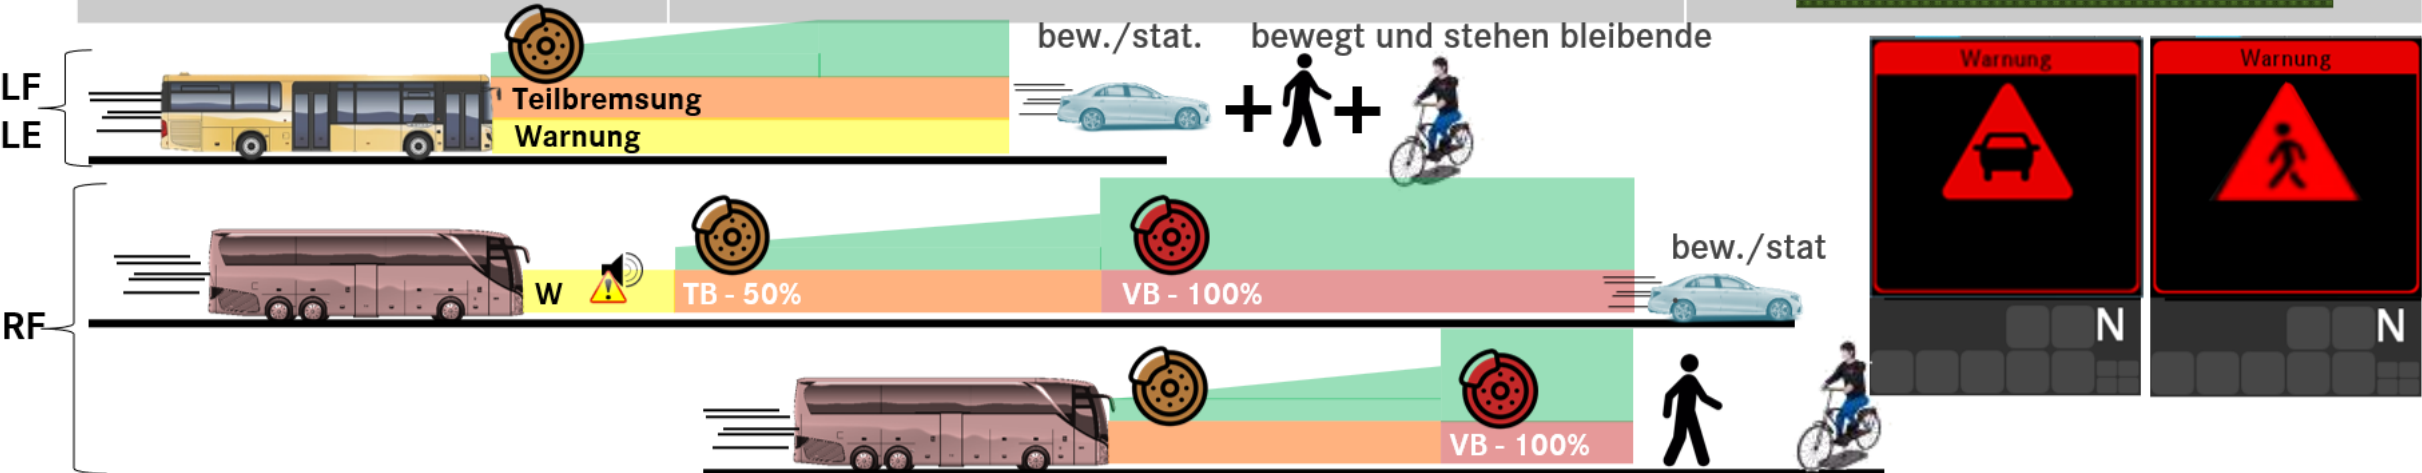 bew./stat. bewegt und stehen bleibende
Warnung
Warnung
LF
LE
Teilbremsung
Warnung
+ +
bew./stat
RF
W
TB - 50%
VB - 100%
N
N
VB - 100%